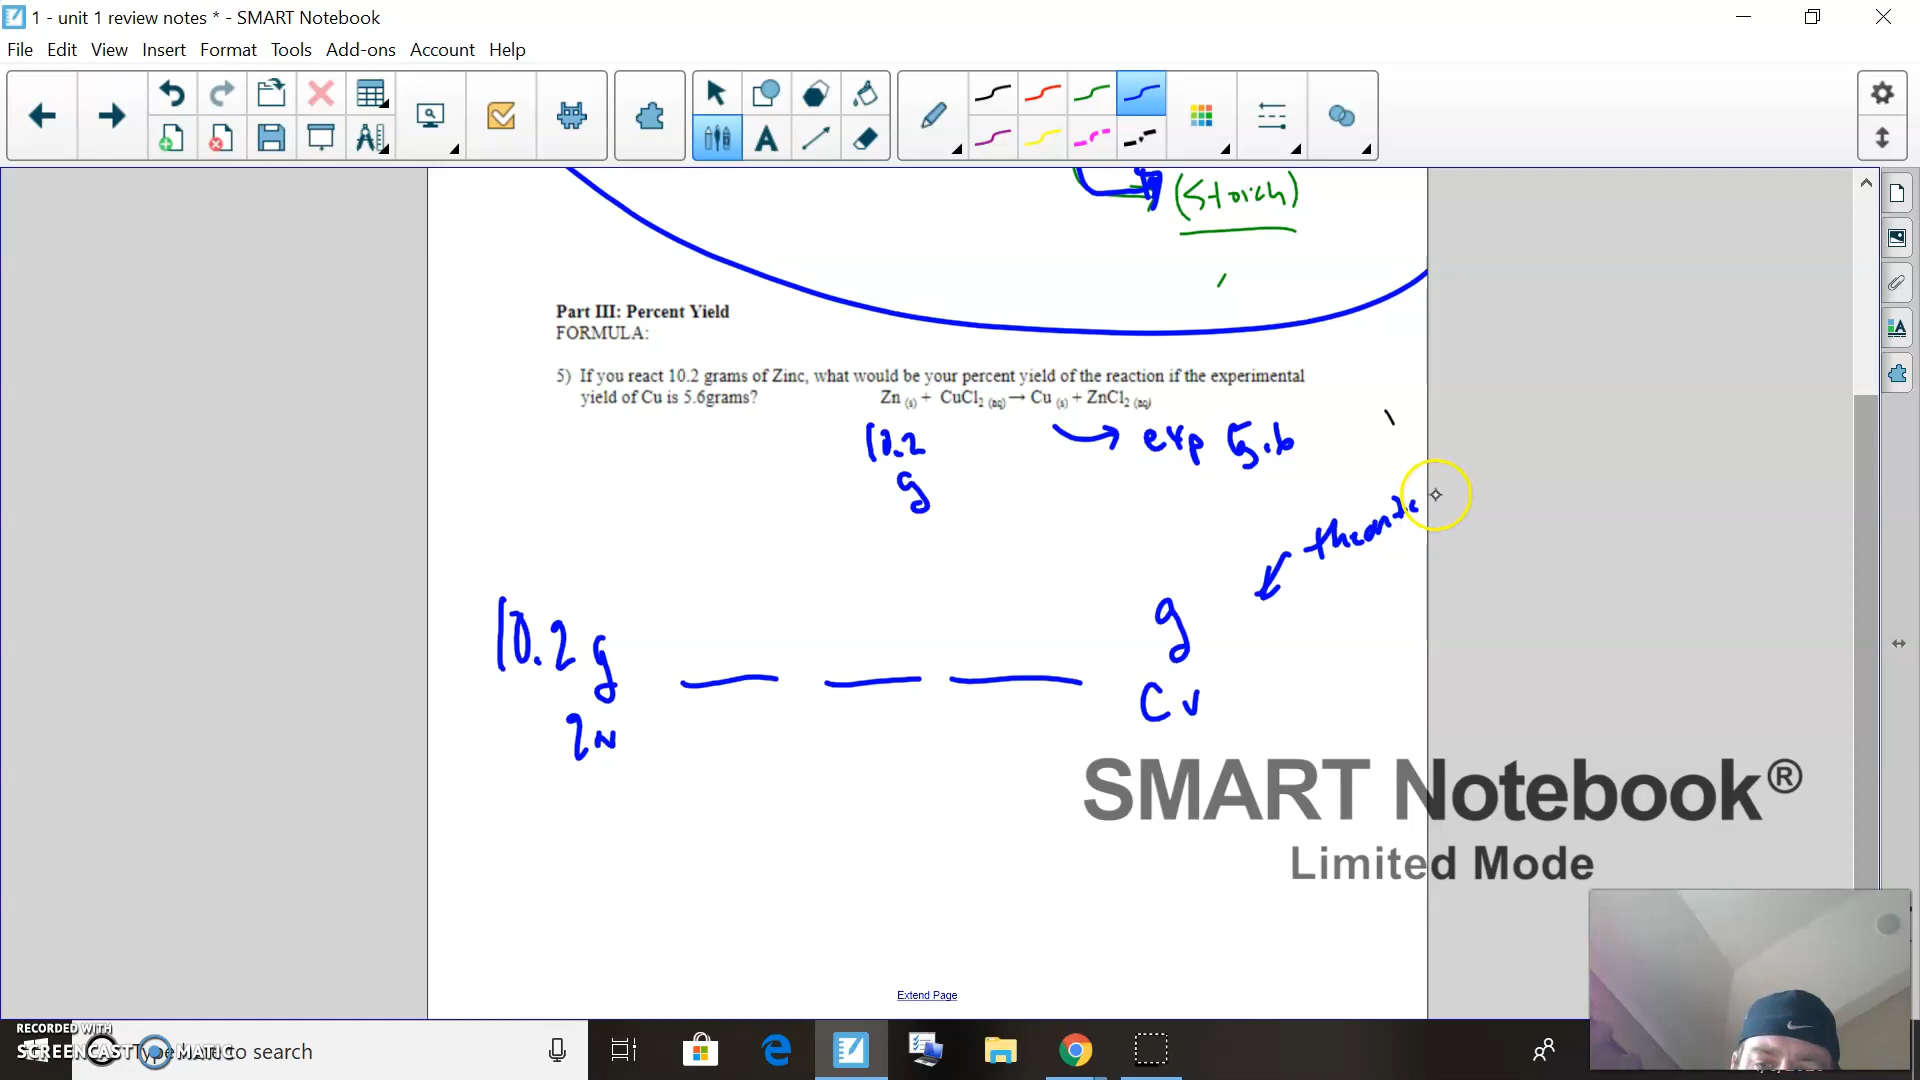 1 - unit 1 review notes * - SMART Notebook
File Edit View Insert Format Tools Add-ons Account Help
(Starch)
Part III: Percent Yield
FORMULA:
5) If you react 10.2 grams of Zinc, what would be your percent yield of the reaction if the experimental
yield of Cu is 5.6grams? Zn (s) + CuCl2 (aq) → Cu (s) + ZnCl2 (aq)
10.2 → exp 5.6
g
10.2 g g
Zn Cu
SMART Notebook®
Limited Mode
Extend Page
RECORDED WITH
SCREENCAST MATIC
to search